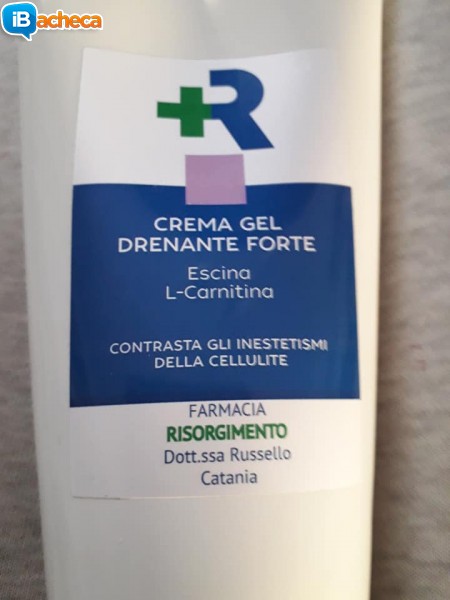 iBacheca
+R
CREMA GEL
DRENANTE FORTE
Escina
L-Carnitina
CONTRASTA GLI INESTETISMI
DELLA CELLULITE
FARMACIA
RISORGIMENTO
Dott.ssa Russello
Catania